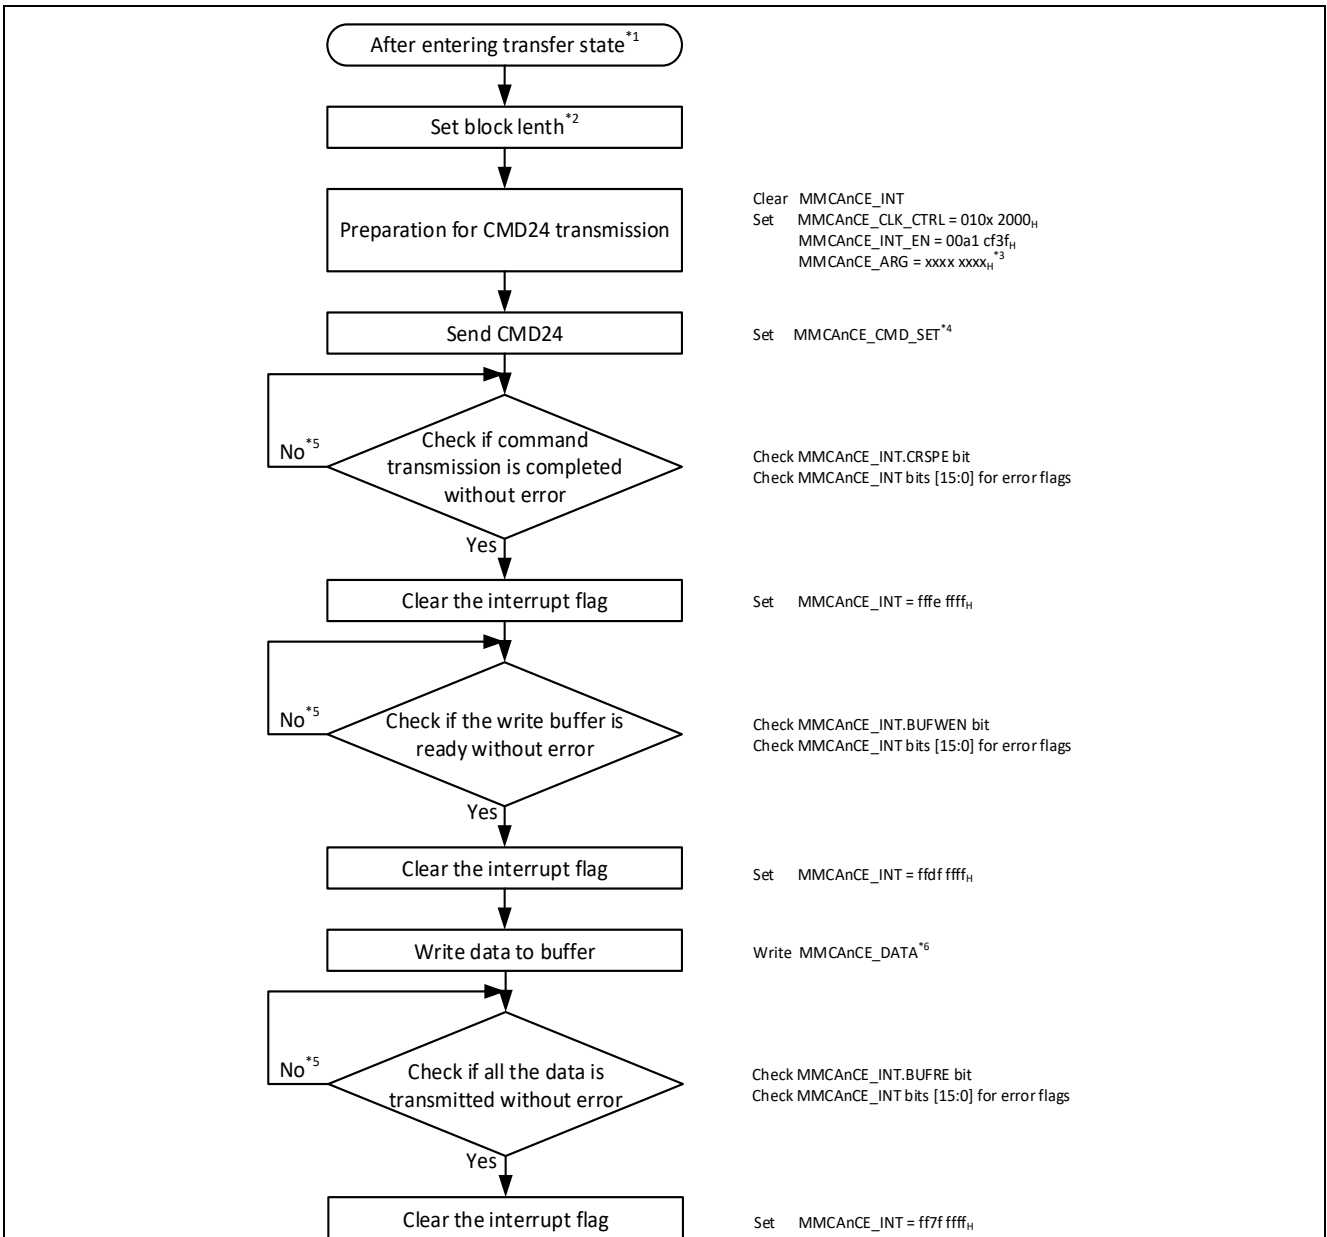 After entering transfer state*1
Set block lenth*2
Preparation for CMD24 transmission
Clear MMCAnCE_INT
Set MMCAnCE_CLK_CTRL = 010x 2000H
MMCAnCE_INT_EN = 00a1 cf3fH
MMCAnCE_ARG = xxxx xxxxH*3
Send CMD24
Set MMCAnCE_CMD_SET*4
No*5
Check if command
transmission is completed
without error
Check MMCAnCE_INT.CRSPE bit
Check MMCAnCE_INT bits [15:0] for error flags
Yes
Clear the interrupt flag
Set MMCAnCE_INT = fffe ffffH
No*5
Check if the write buffer is
ready without error
Check MMCAnCE_INT.BUFWEN bit
Check MMCAnCE_INT bits [15:0] for error flags
Yes
Clear the interrupt flag
Set MMCAnCE_INT = ffdf ffffH
Write data to buffer
Write MMCAnCE_DATA*6
No*5
Check if all the data is
transmitted without error
Check MMCAnCE_INT.BUFRE bit
Check MMCAnCE_INT bits [15:0] for error flags
Yes
Clear the interrupt flag
Set MMCAnCE_INT = ff7f ffffH